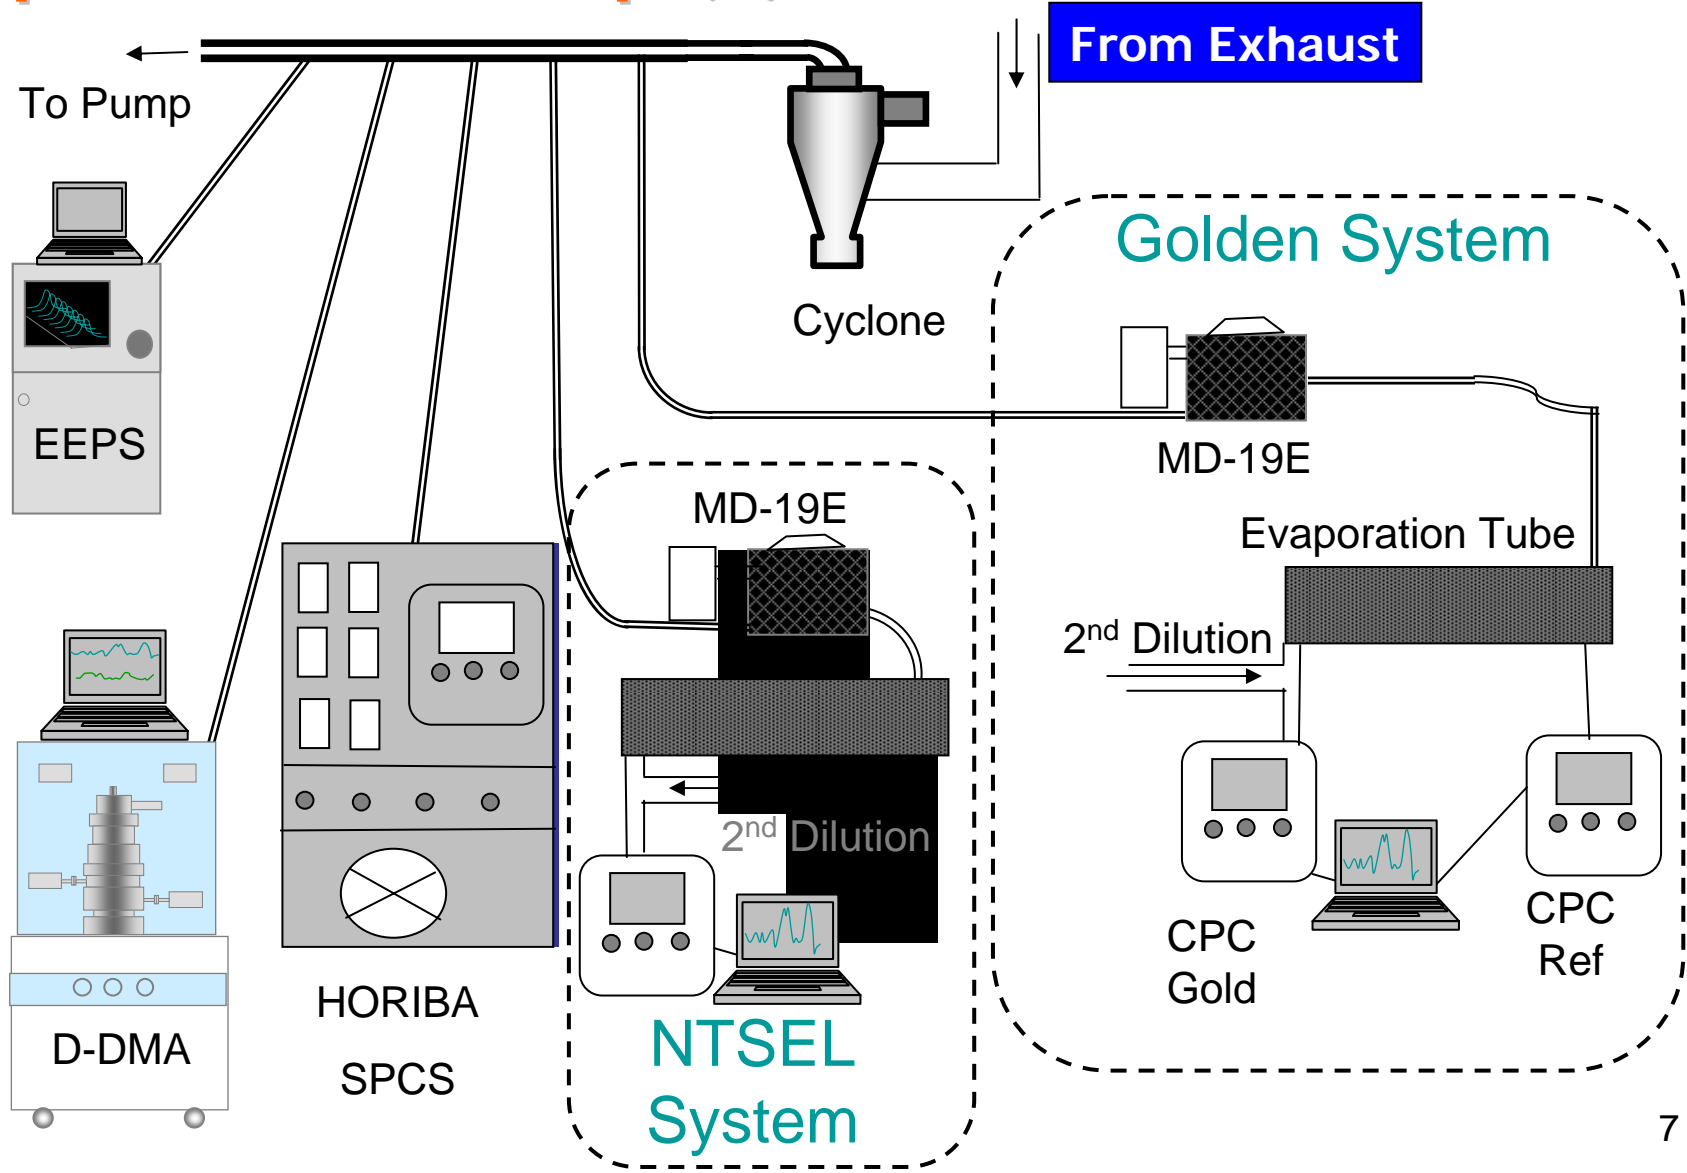 From Exhaust
To Pump
Golden System
Cyclone
EEPS
MD-19E
MD-19E
Evaporation Tube
2nd Dilution
2nd Dilution
CPC
Gold
CPC
Ref
HORIBA
SPCS
D-DMA
NTSEL
System
7